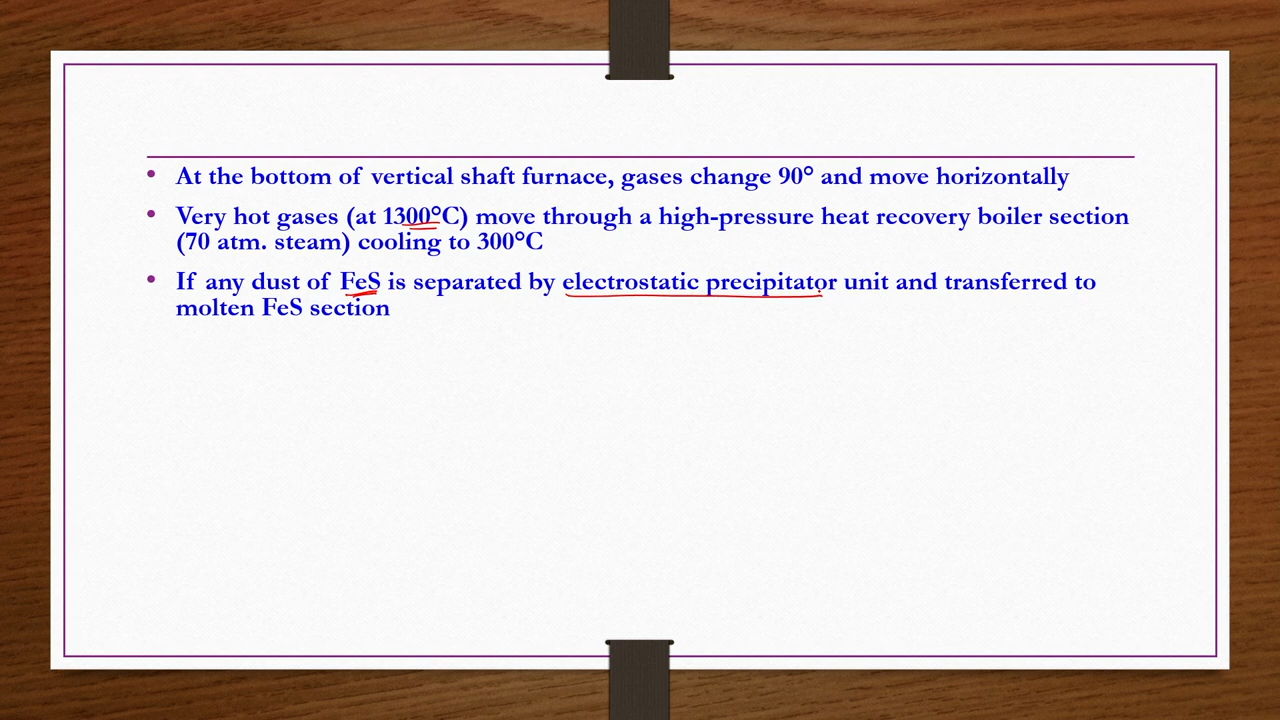 • At the bottom of vertical shaft furnace, gases change 90° and move horizontally
• Very hot gases (at 1300°C) move through a high-pressure heat recovery boiler section
(70 atm. steam) cooling to 300°C
• If any dust of FeS is separated by electrostatic precipitator unit and transferred to
molten FeS section